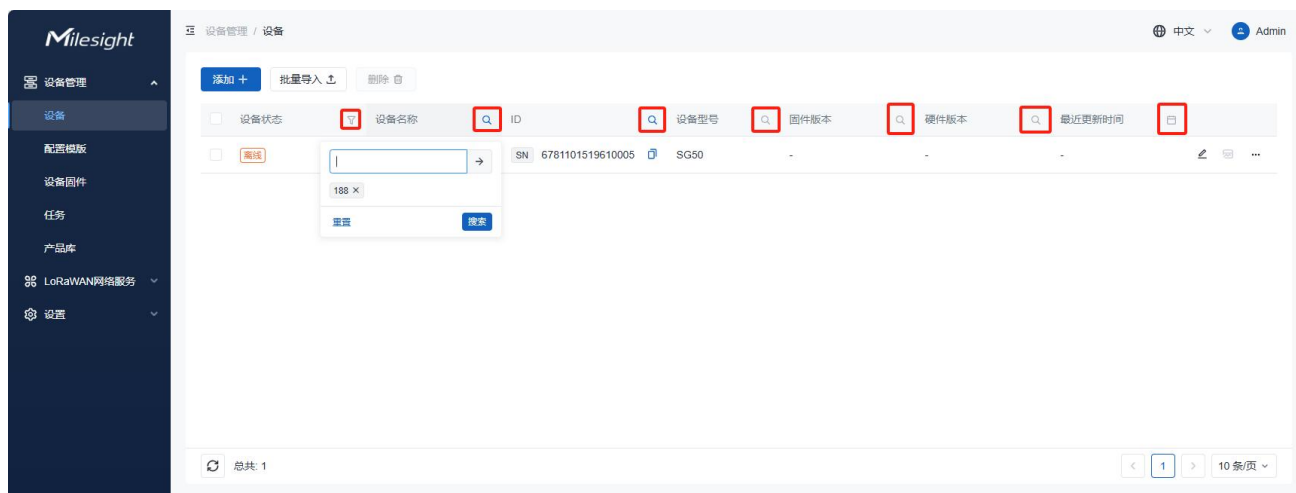 Milesight
设备管理 / 设备
中文
Admin
设备管理
设备
配置模版
设备固件
任务
产品库
LoRaWAN网络服务
设置
添加 +
批量导入
删除
设备状态 设备名称 ID 设备型号 固件版本 硬件版本 最近更新时间
离线 SN 6781101519610005 SG50 - - -
188 ×
重置 搜索
总共: 1
1
10 条/页